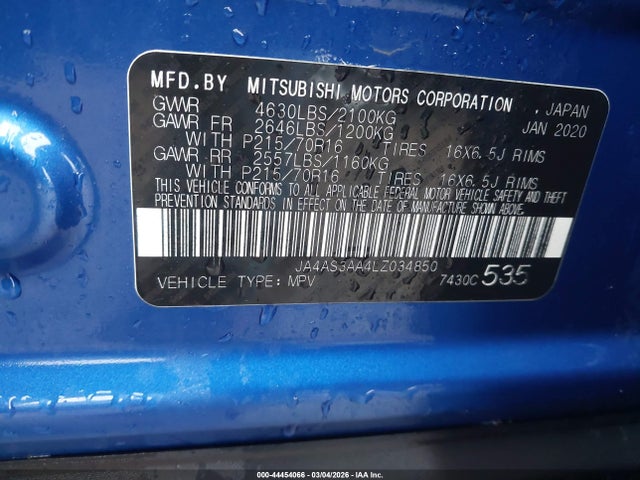 MFD.BY MITSUBISHI MOTORS CORPORATION , JAPAN
GVWR 4630LBS/2100KG JAN 2020
GAWR FR 2646LBS/1200KG
WITH P215/70R16 TIRES 16X6.5J RIMS
GAWR RR 2557LBS/1160KG
WITH P215/70R16 TIRES 16X6.5J RIMS
THIS VEHICLE CONFORMS TO ALL APPLICABLE FEDERAL MOTOR VEHICLE SAFETY AND THEFT
PREVENTION STANDARDS IN EFFECT ON THE DATE OF MANUFACTURE SHOWN ABOVE.
JA4AS3AA4LZ034850
VEHICLE TYPE: MPV 7430C 535
000-44454066 - 03/04/2026 - IAA Inc.